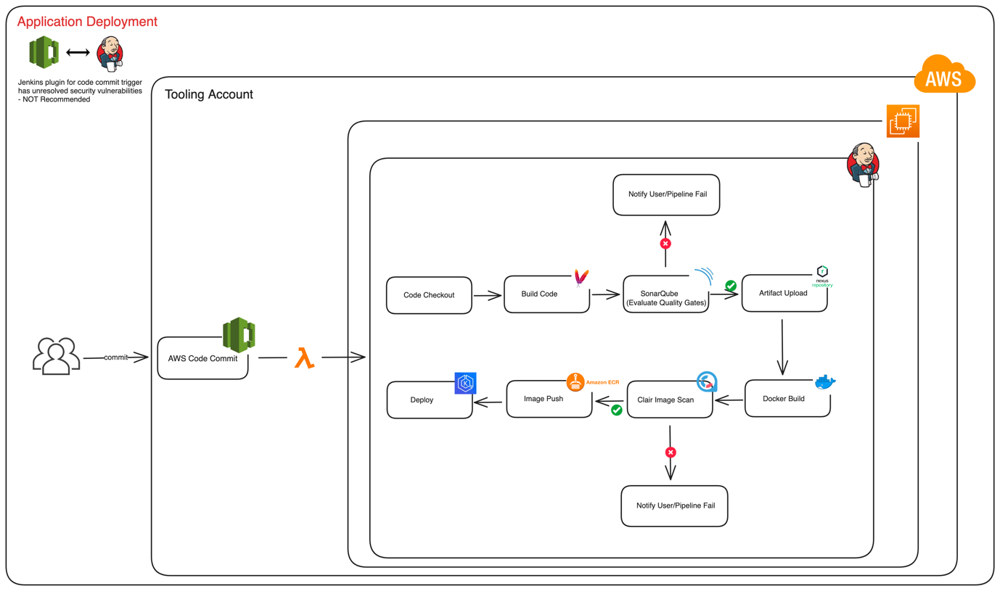 Application Deployment
Jenkins plugin for code commit trigger
has unresolved security vulnerabilities
- NOT Recommended
AWS
Tooling Account
Notify User/Pipeline Fail
Code Checkout
Build Code
SonarQube
(Evaluate Quality Gates)
Artifact Upload
nexus
repository
commit
AWS Code Commit
Deploy
Image Push
Amazon ECR
Clair Image Scan
Docker Build
Notify User/Pipeline Fail